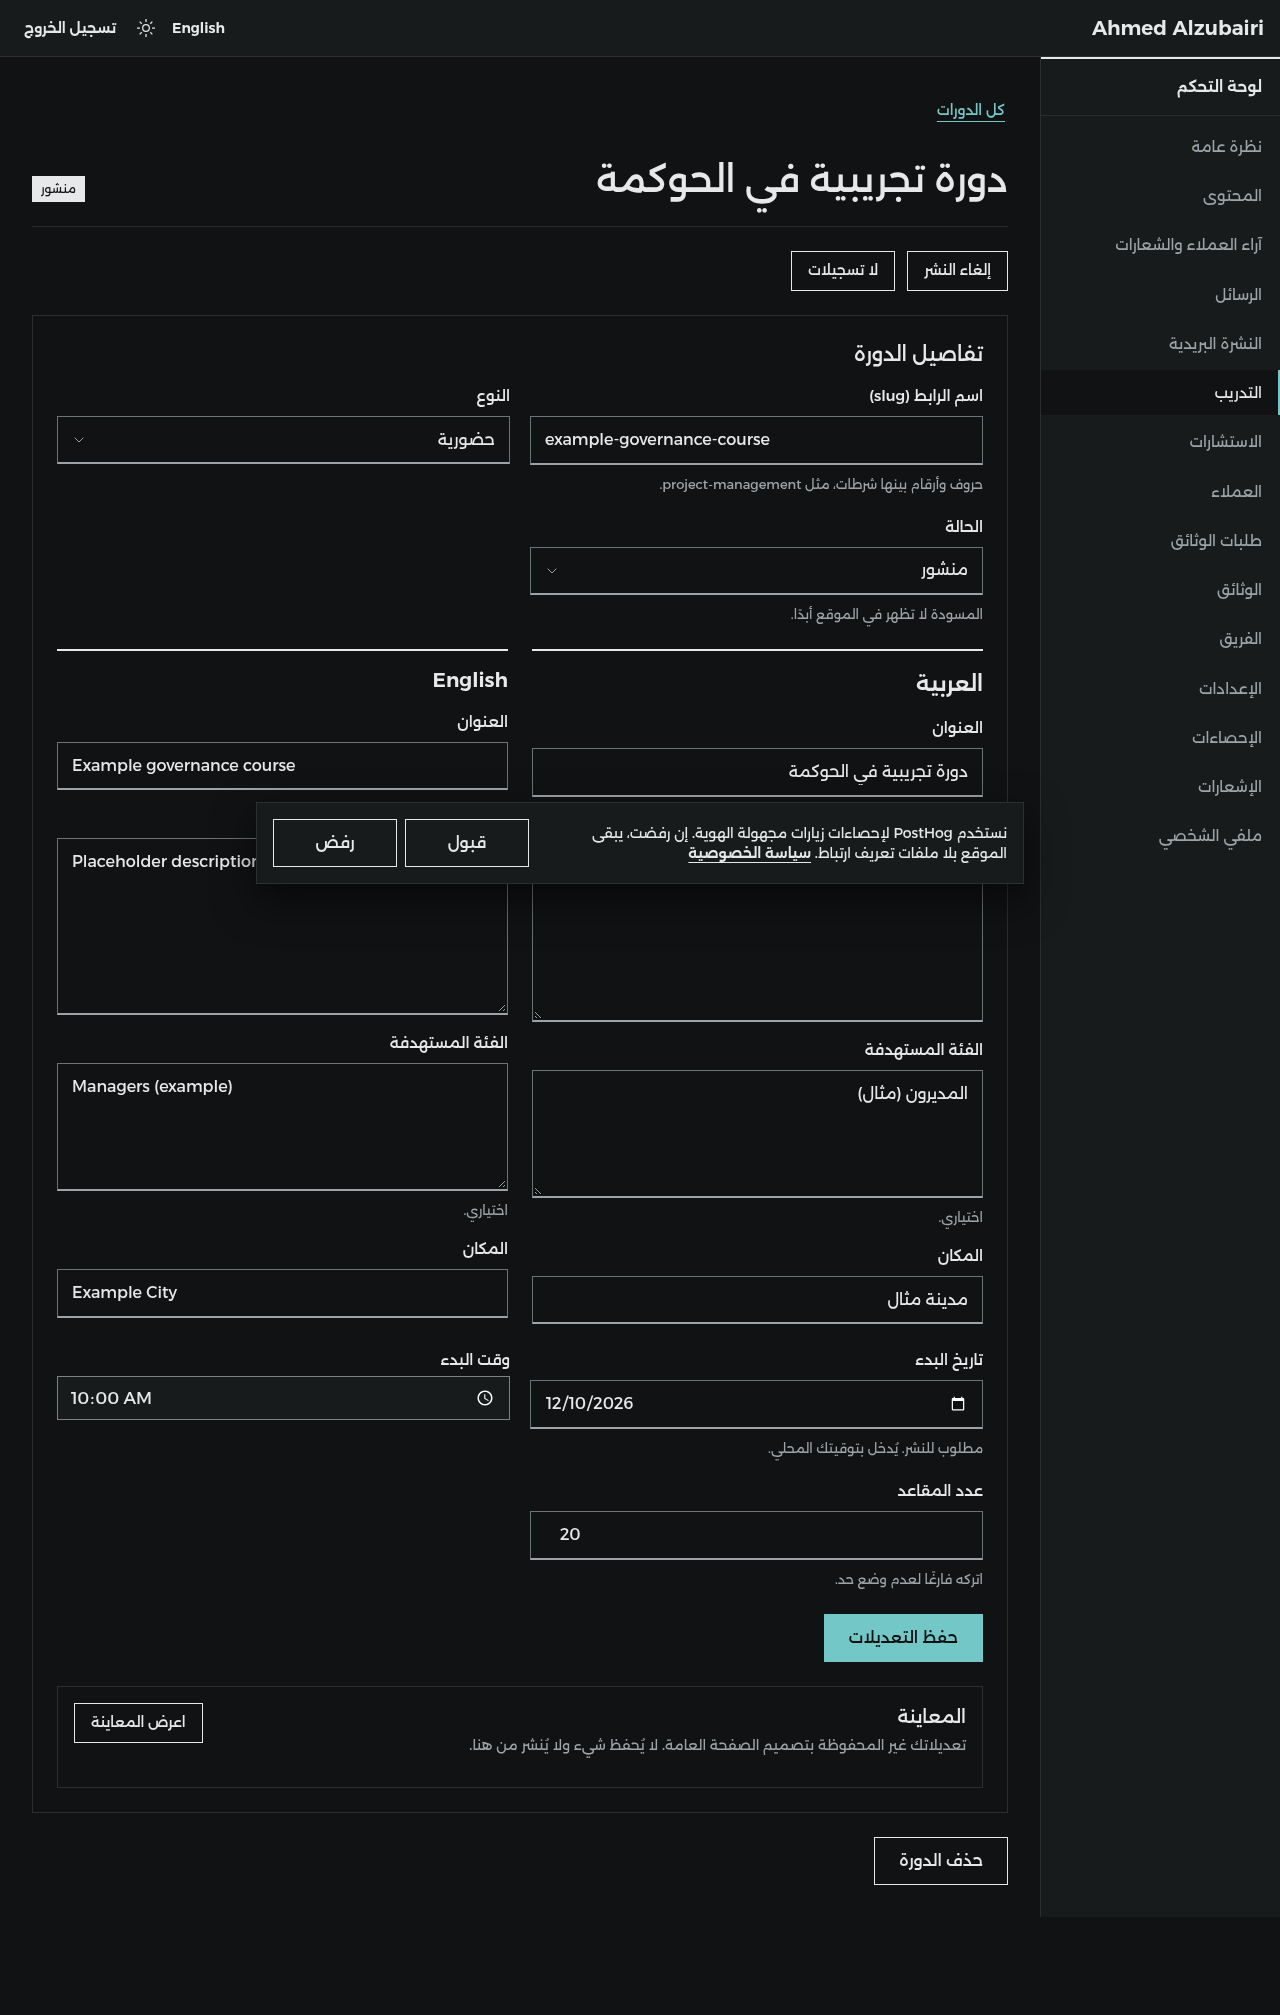 Ahmed Alzubairi
English
تسجيل الخروج
لوحة التحكم
نظرة عامة
المحتوى
آراء العملاء والشعارات
الرسائل
النشرة البريدية
التدريب
الاستشارات
العملاء
طلبات الوثائق
الوثائق
الفريق
الإعدادات
الإحصاءات
الإشعارات
ملفي الشخصي
كل الدورات
دورة تجريبية في الحوكمة
منشور
إلغاء النشر
لا تسجيلات
تفاصيل الدورة
اسم الرابط (slug)
example-governance-course
حروف وأرقام بينها شرطات، مثل project-management.
النوع
حضورية
الحالة
منشور
المسودة لا تظهر في الموقع أبدًا.
العربية
العنوان
دورة تجريبية في الحوكمة
English
العنوان
Example governance course
Placeholder description
نستخدم PostHog لإحصاءات زيارات مجهولة الهوية. إن رفضت، يبقى
الموقع بلا ملفات تعريف ارتباط. سياسة الخصوصية
قبول
رفض
الفئة المستهدفة
المديرون (مثال)
اختياري.
المكان
مدينة مثال
الفئة المستهدفة
Managers (example)
اختياري.
المكان
Example City
تاريخ البدء
12/10/2026
مطلوب للنشر. يُدخل بتوقيتك المحلي.
وقت البدء
10:00 AM
عدد المقاعد
20
اتركه فارغًا لعدم وضع حد.
حفظ التعديلات
المعاينة
تعديلاتك غير المحفوظة بتصميم الصفحة العامة. لا يُحفظ شيء ولا يُنشر من هنا.
اعرض المعاينة
حذف الدورة